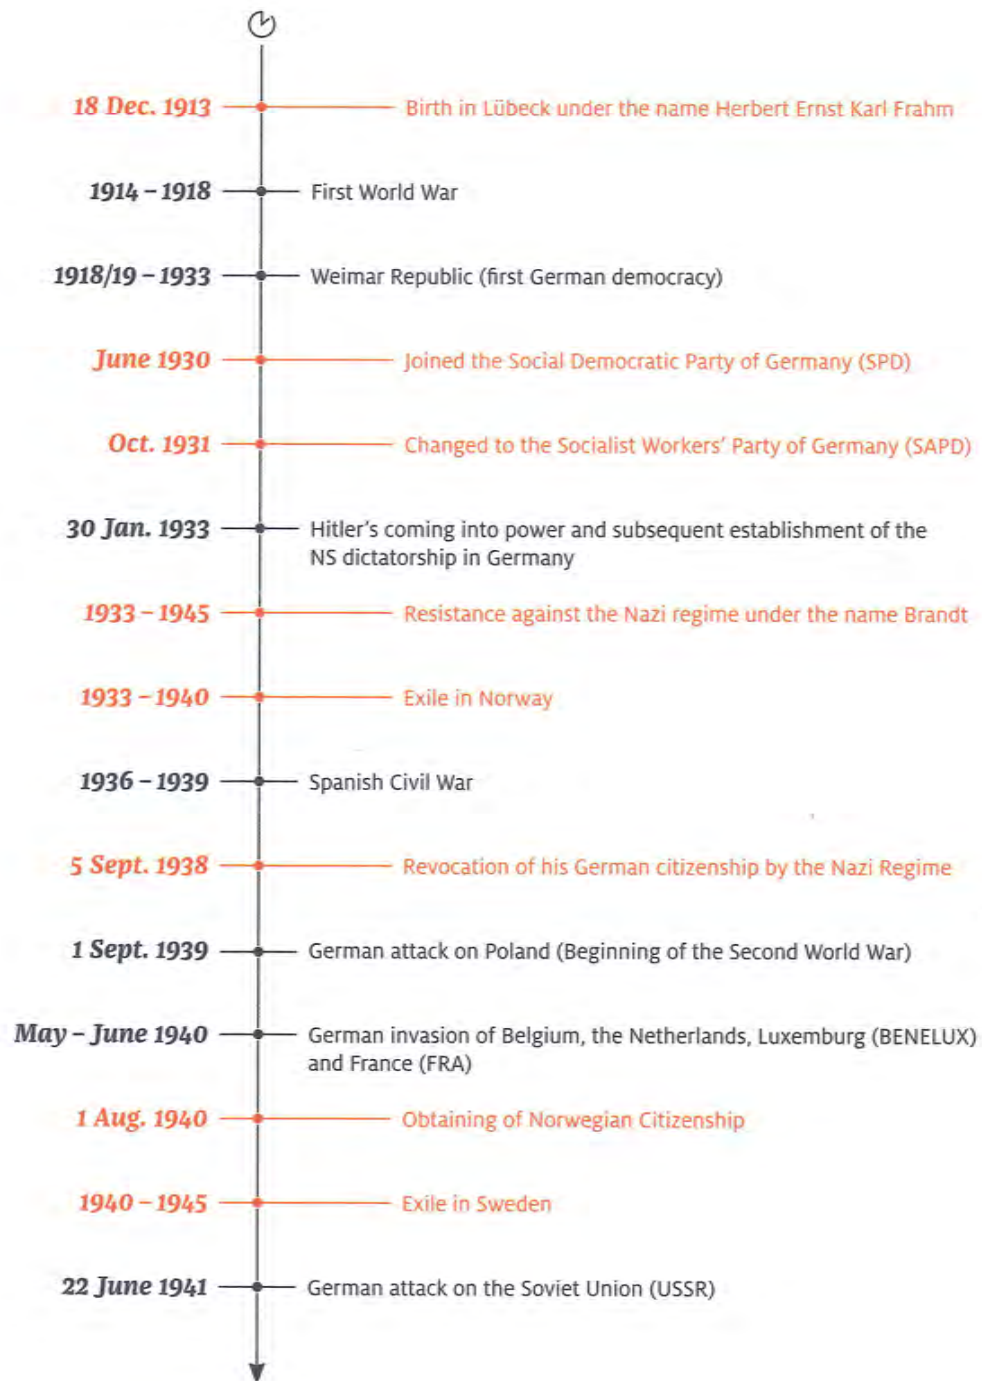 18 Dec. 1913 Birth in Lübeck under the name Herbert Ernst Karl Frahm
1914 – 1918 First World War
1918/19 – 1933 Weimar Republic (first German democracy)
June 1930 Joined the Social Democratic Party of Germany (SPD)
Oct. 1931 Changed to the Socialist Workers' Party of Germany (SAPD)
30 Jan. 1933 Hitler's coming into power and subsequent establishment of the
NS dictatorship in Germany
1933 – 1945 Resistance against the Nazi regime under the name Brandt
1933 – 1940 Exile in Norway
1936 – 1939 Spanish Civil War
5 Sept. 1938 Revocation of his German citizenship by the Nazi Regime
1 Sept. 1939 German attack on Poland (Beginning of the Second World War)
May – June 1940 German invasion of Belgium, the Netherlands, Luxemburg (BENELUX)
and France (FRA)
1 Aug. 1940 Obtaining of Norwegian Citizenship
1940 – 1945 Exile in Sweden
22 June 1941 German attack on the Soviet Union (USSR)